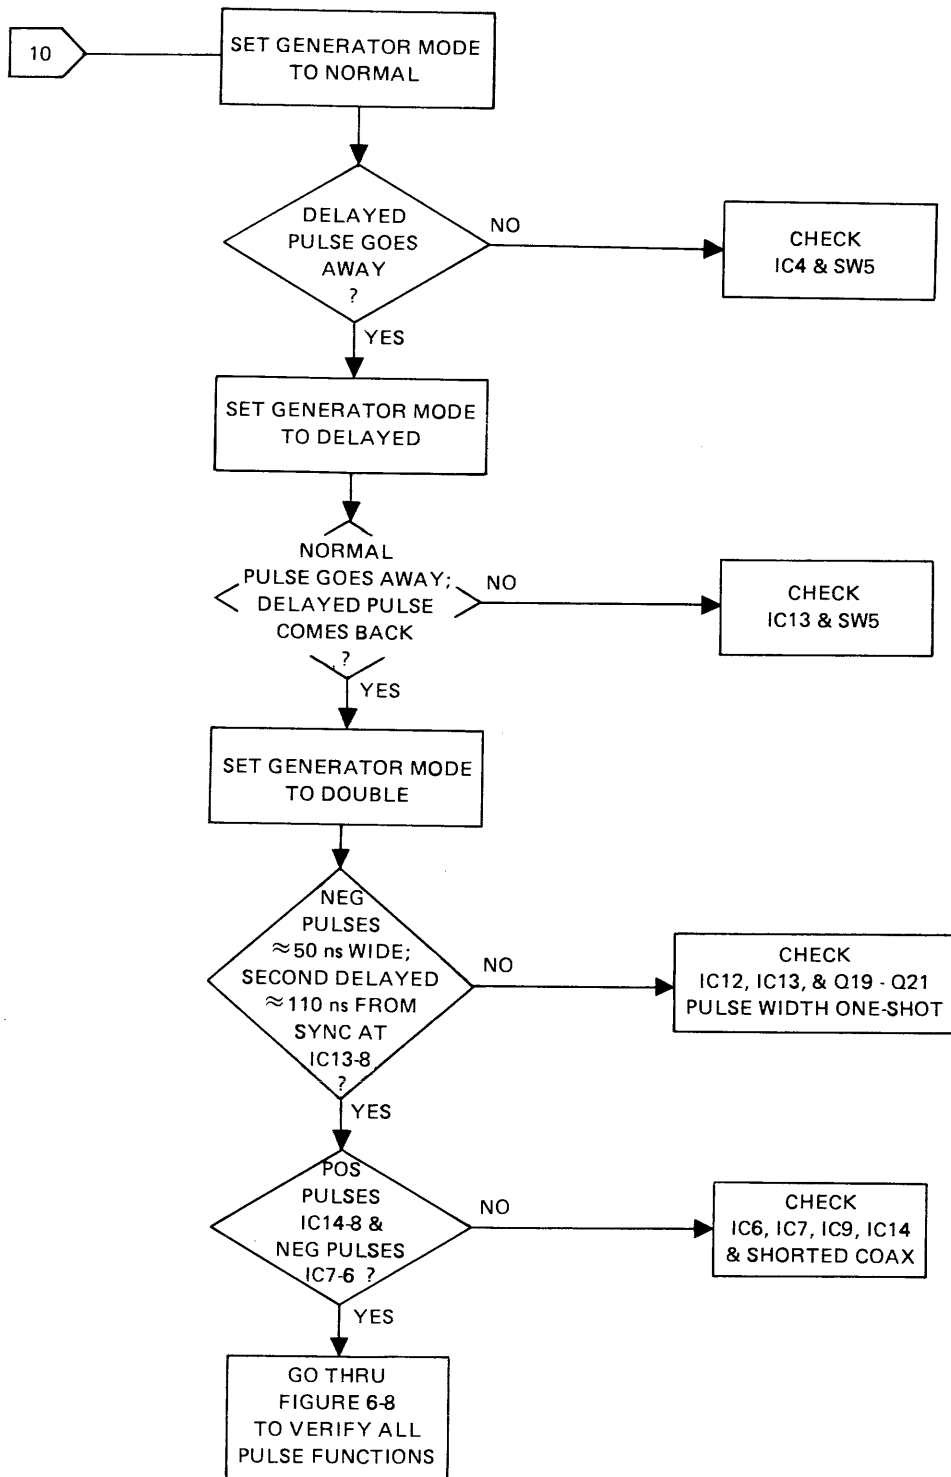 10
SET GENERATOR MODE
TO NORMAL
DELAYED
PULSE GOES
AWAY
?
NO
CHECK
IC4 & SW5
YES
SET GENERATOR MODE
TO DELAYED
NORMAL
PULSE GOES AWAY;
DELAYED PULSE
COMES BACK
?
NO
CHECK
IC13 & SW5
YES
SET GENERATOR MODE
TO DOUBLE
NEG
PULSES
≈50 ns WIDE;
SECOND DELAYED
≈110 ns FROM
SYNC AT
IC13-8
?
NO
CHECK
IC12, IC13, & Q19 - Q21
PULSE WIDTH ONE-SHOT
YES
POS
PULSES
IC14-8 &
NEG PULSES
IC7-6 ?
NO
CHECK
IC6, IC7, IC9, IC14
& SHORTED COAX
YES
GO THRU
FIGURE 6-8
TO VERIFY ALL
PULSE FUNCTIONS